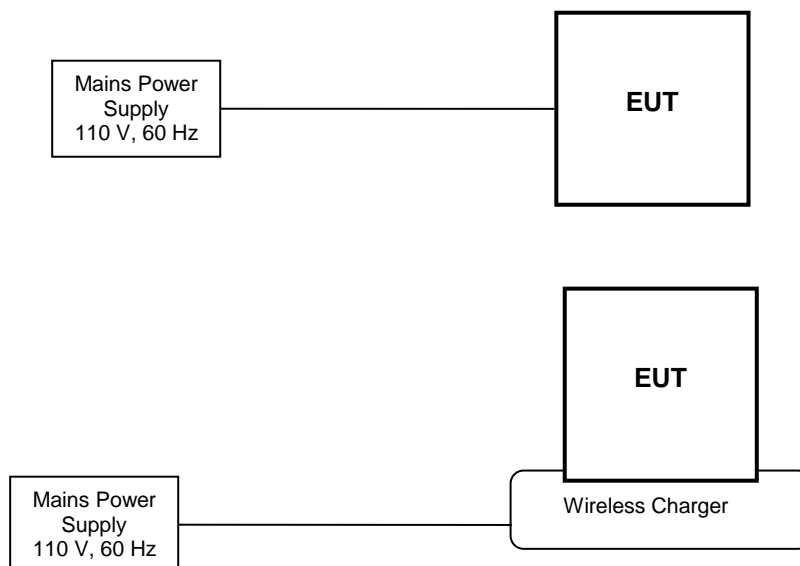 Mains Power
Supply
110 V, 60 Hz
EUT
EUT
Wireless Charger
Mains Power
Supply
110 V, 60 Hz